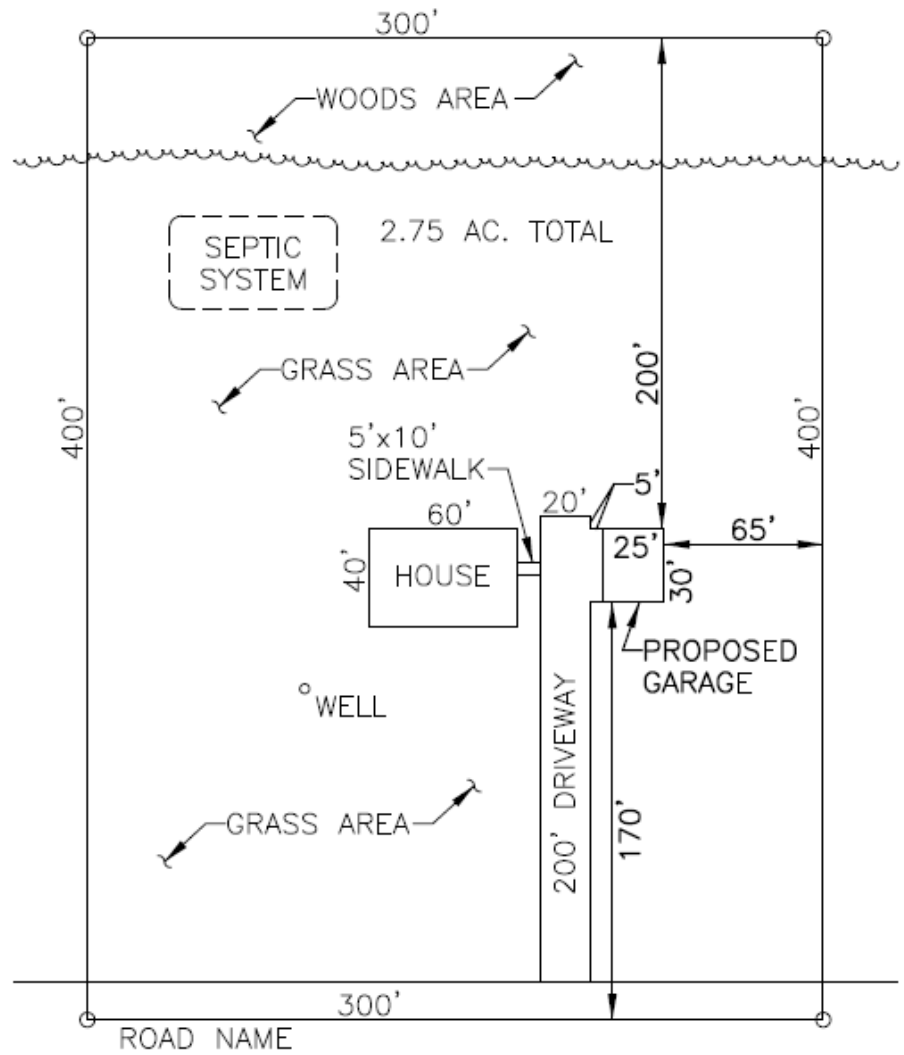 300'
WOODS AREA
2.75 AC. TOTAL
SEPTIC
SYSTEM
GRASS AREA
200'
400'
400'
5'x10'
SIDEWALK
5'
20'
60'
65'
25'
40'
HOUSE
30'
PROPOSED
GARAGE
WELL
200' DRIVEWAY
170'
GRASS AREA
300'
ROAD NAME